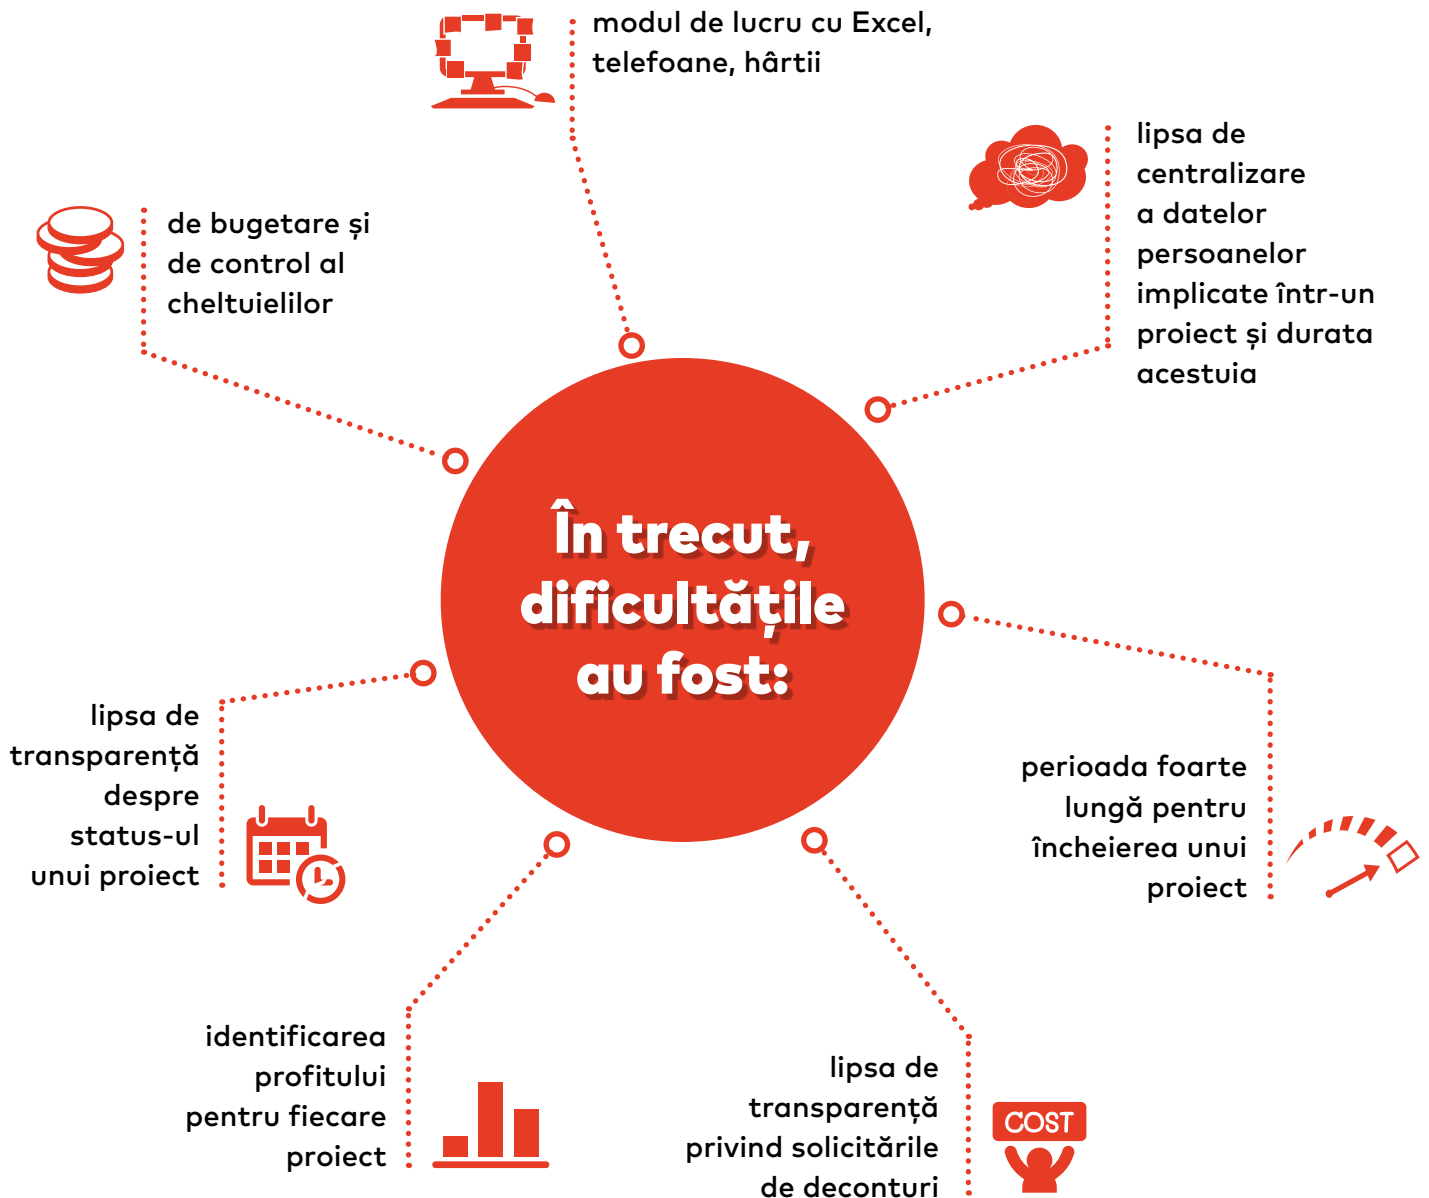 modul de lucru cu Excel,
telefoane, hârtii
lipsa de
centralizare
a datelor
persoanelor
implicate într-un
proiect și durata
acestuia
de bugetare și
de control al
cheltuielilor
În trecut,
dificultățile
au fost:
lipsa de
transparență
despre
status-ul
unui proiect
perioada foarte
lungă pentru
încheierea unui
proiect
identificarea
profitului
pentru fiecare
proiect
lipsa de
transparență
privind solicitările
de deconturi
COST